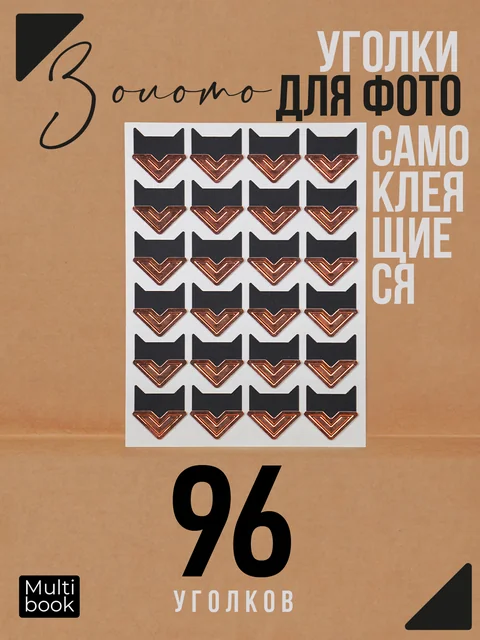 УГОЛКИ
Золото ДЛЯ ФОТО
САМО
КЛЕЯ
ЩИЕ
СЯ
96
УГОЛКОВ
Multi
book